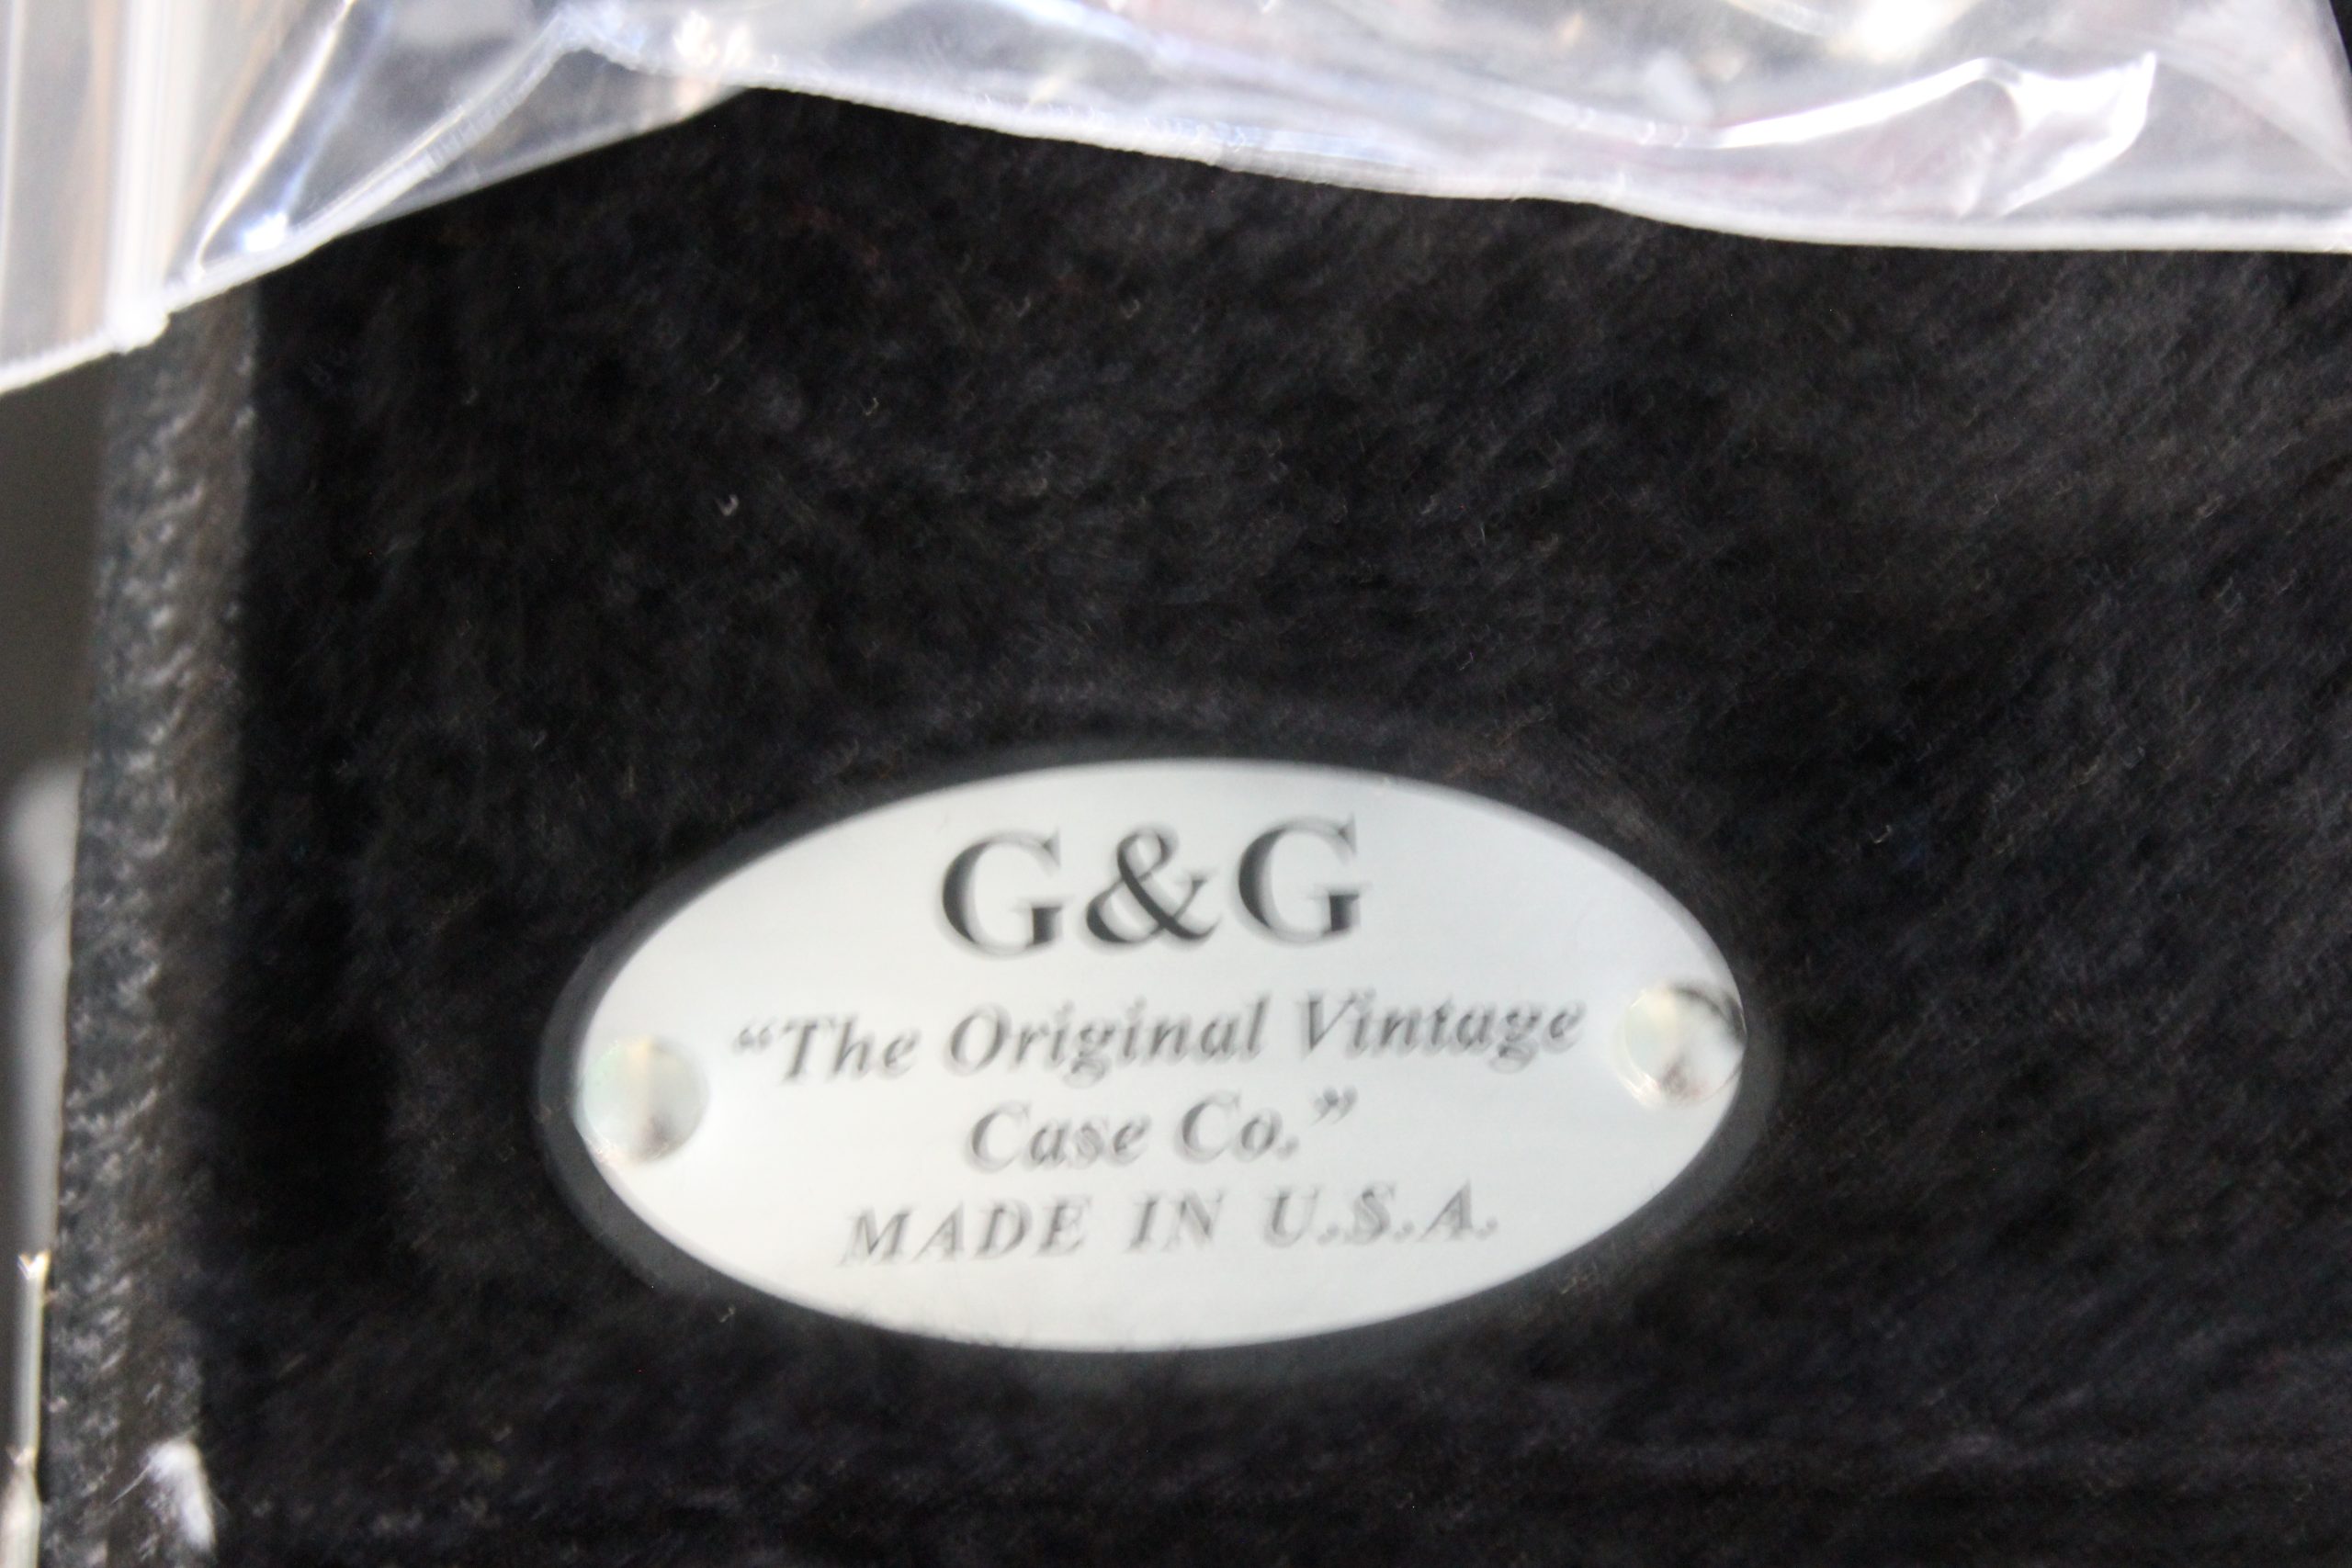 G&G
“The Original Vintage
Case Co.”
MADE IN U.S.A.